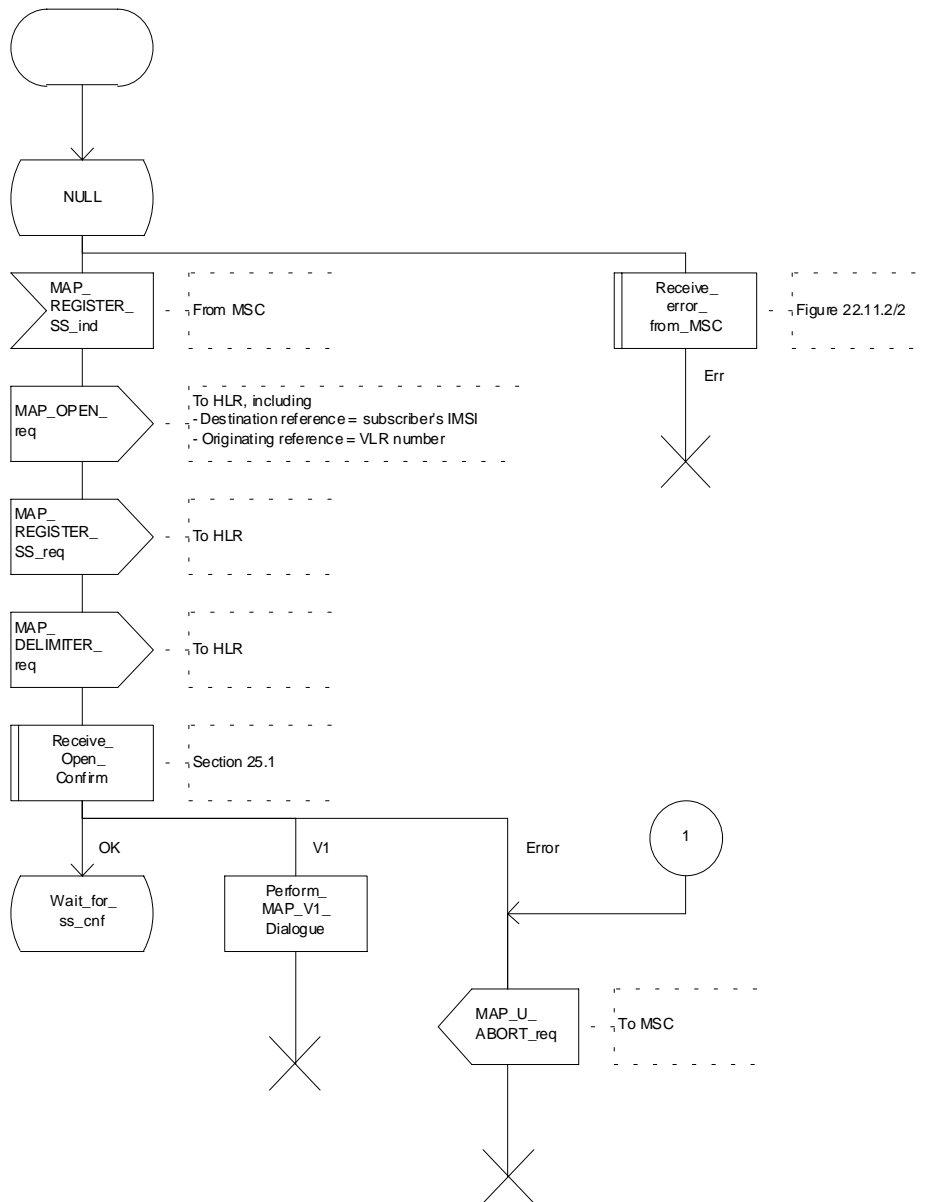 NULL
MAP_
REGISTER_
SS_ind
From MSC
Receive_
error_
from_MSC
Figure 22.11.2/2
Err
MAP_OPEN_
req
To HLR, including
- Destination reference = subscriber's IMSI
- Originating reference = VLR number
MAP_
REGISTER_
SS_req
To HLR
MAP_
DELIMITER_
req
To HLR
Receive_
Open_
Confirm
Section 25.1
OK
V1
Error
1
Wait_for_
ss_cnf
Perform_
MAP_V1_
Dialogue
MAP_U_
ABORT_req
To MSC